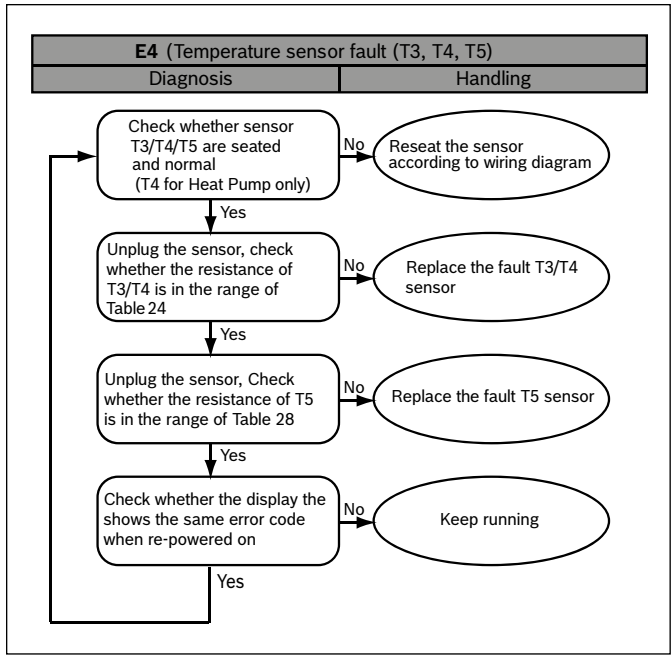 E4 (Temperature sensor fault (T3, T4, T5)
Diagnosis
Handling
Check whether sensor
T3/T4/T5 are seated
and normal
(T4 for Heat Pump only)
No
Reseat the sensor
according to wiring diagram
Yes
Unplug the sensor, check
whether the resistance of
T3/T4 is in the range of
Table 24
No
Replace the fault T3/T4
sensor
Yes
Unplug the sensor, Check
whether the resistance of T5
is in the range of Table 28
No
Replace the fault T5 sensor
Yes
Check whether the display the
shows the same error code
when re-powered on
No
Keep running
Yes